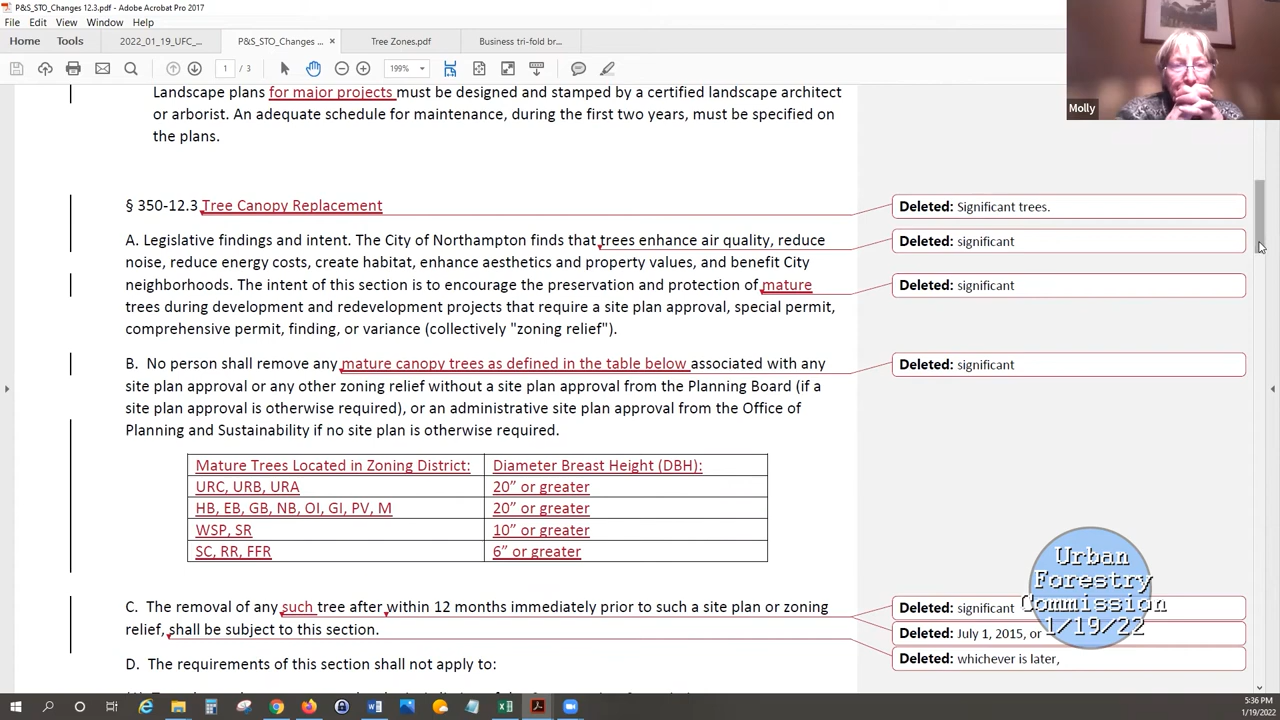 P&S_STO_Changes 12.3.pdf - Adobe Acrobat Pro 2017
File Edit View Window Help
Home Tools 2022_01_19_UFC_... P&S_STO_Changes ... × Tree Zones.pdf Business tri-fold br...
1 / 3 199%
Molly
Landscape plans for major projects must be designed and stamped by a certified landscape architect
or arborist. An adequate schedule for maintenance, during the first two years, must be specified on
the plans.
§ 350-12.3 Tree Canopy Replacement
Deleted: Significant trees.
A. Legislative findings and intent. The City of Northampton finds that trees enhance air quality, reduce
Deleted: significant
noise, reduce energy costs, create habitat, enhance aesthetics and property values, and benefit City
neighborhoods. The intent of this section is to encourage the preservation and protection of mature
Deleted: significant
trees during development and redevelopment projects that require a site plan approval, special permit,
comprehensive permit, finding, or variance (collectively "zoning relief").
B. No person shall remove any mature canopy trees as defined in the table below associated with any
Deleted: significant
site plan approval or any other zoning relief without a site plan approval from the Planning Board (if a
site plan approval is otherwise required), or an administrative site plan approval from the Office of
Planning and Sustainability if no site plan is otherwise required.
Mature Trees Located in Zoning District: Diameter Breast Height (DBH):
URC, URB, URA 20” or greater
HB, EB, GB, NB, OI, GI, PV, M 20” or greater
WSP, SR 10” or greater
SC, RR, FFR 6” or greater
Urban
Forestry
Commission
1/19/22
C. The removal of any such tree after within 12 months immediately prior to such a site plan or zoning
Deleted: significant
relief, shall be subject to this section.
Deleted: July 1, 2015, or
Deleted: whichever is later,
D. The requirements of this section shall not apply to:
5:36 PM
1/19/2022